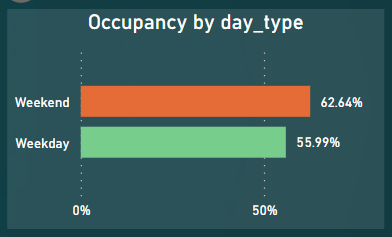 Occupancy by day_type
Weekend 62.64%
Weekday 55.99%
0% 50%